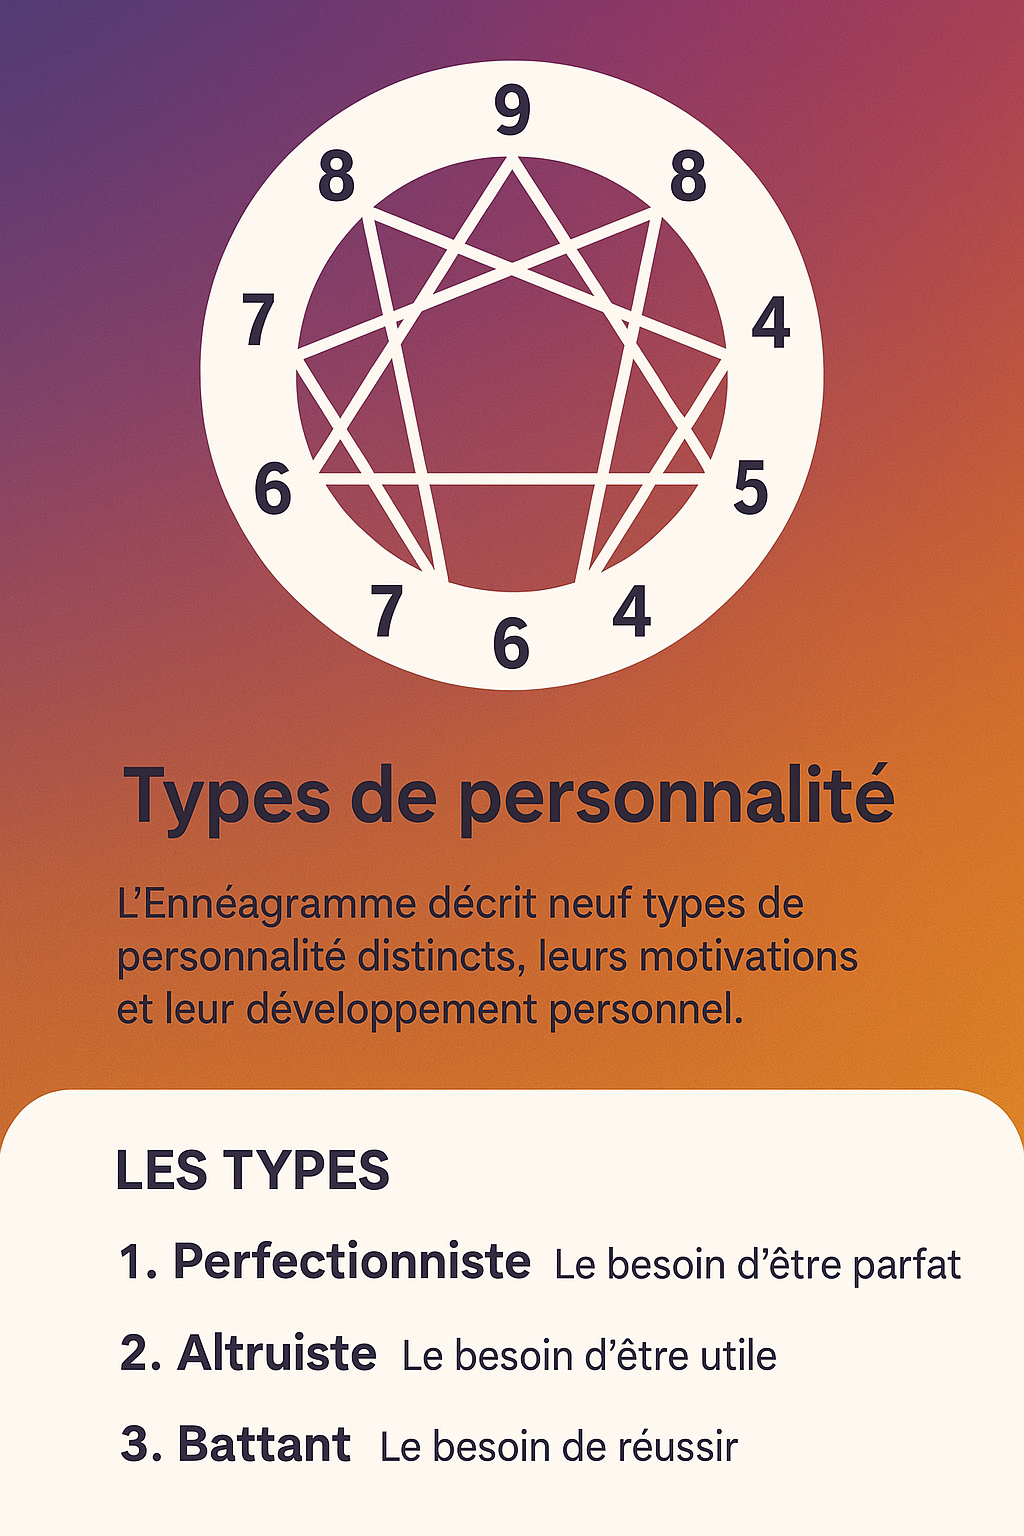 9
8 8
7 4
6 5
7 4
6
Types de personnalité
L’Ennéagramme décrit neuf types de
personnalité distincts, leurs motivations
et leur développement personnel.
LES TYPES
1. Perfectionniste Le besoin d’être parfat
2. Altruiste Le besoin d’être utile
3. Battant Le besoin de réussir